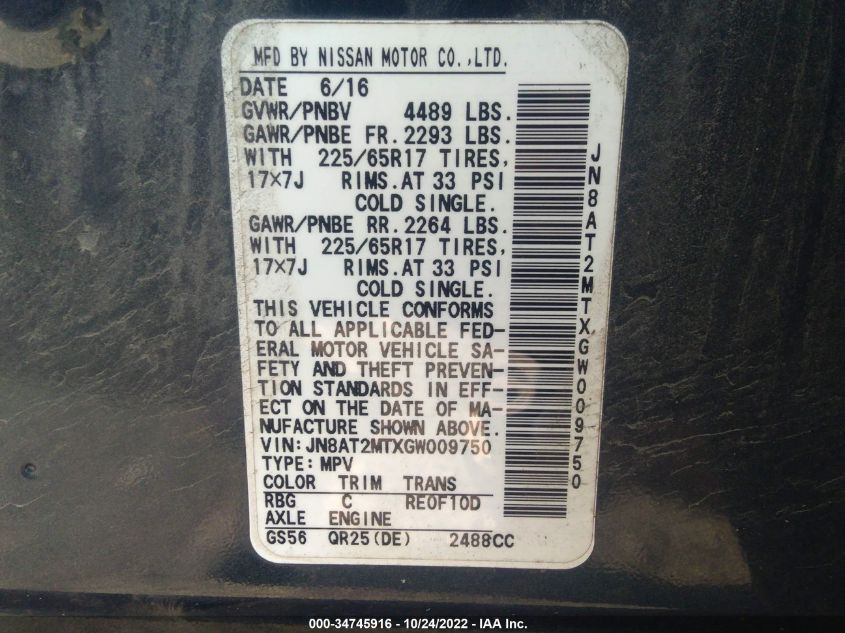 MFD BY NISSAN MOTOR CO.,LTD.
DATE 6/16
GVWR/PNBV 4489 LBS.
GAWR/PNBE FR.2293 LBS.
WITH 225/65R17 TIRES,
17×7J RIMS.AT 33 PSI
COLD SINGLE.
GAWR/PNBE RR.2264 LBS.
WITH 225/65R17 TIRES,
17×7J RIMS.AT 33 PSI
COLD SINGLE.
THIS VEHICLE CONFORMS
TO ALL APPLICABLE FED-
ERAL MOTOR VEHICLE SA-
FETY AND THEFT PREVEN-
TION STANDARDS IN EFF-
ECT ON THE DATE OF MA-
NUFACTURE SHOWN ABOVE.
VIN:JN8AT2MTXGW009750
TYPE:MPV
COLOR TRIM TRANS
RBG C RE0F10D
AXLE ENGINE
GS56 QR25(DE) 2488CC
JN8AT2MTXGW009750
000-34745916 - 10/24/2022 - IAA Inc.